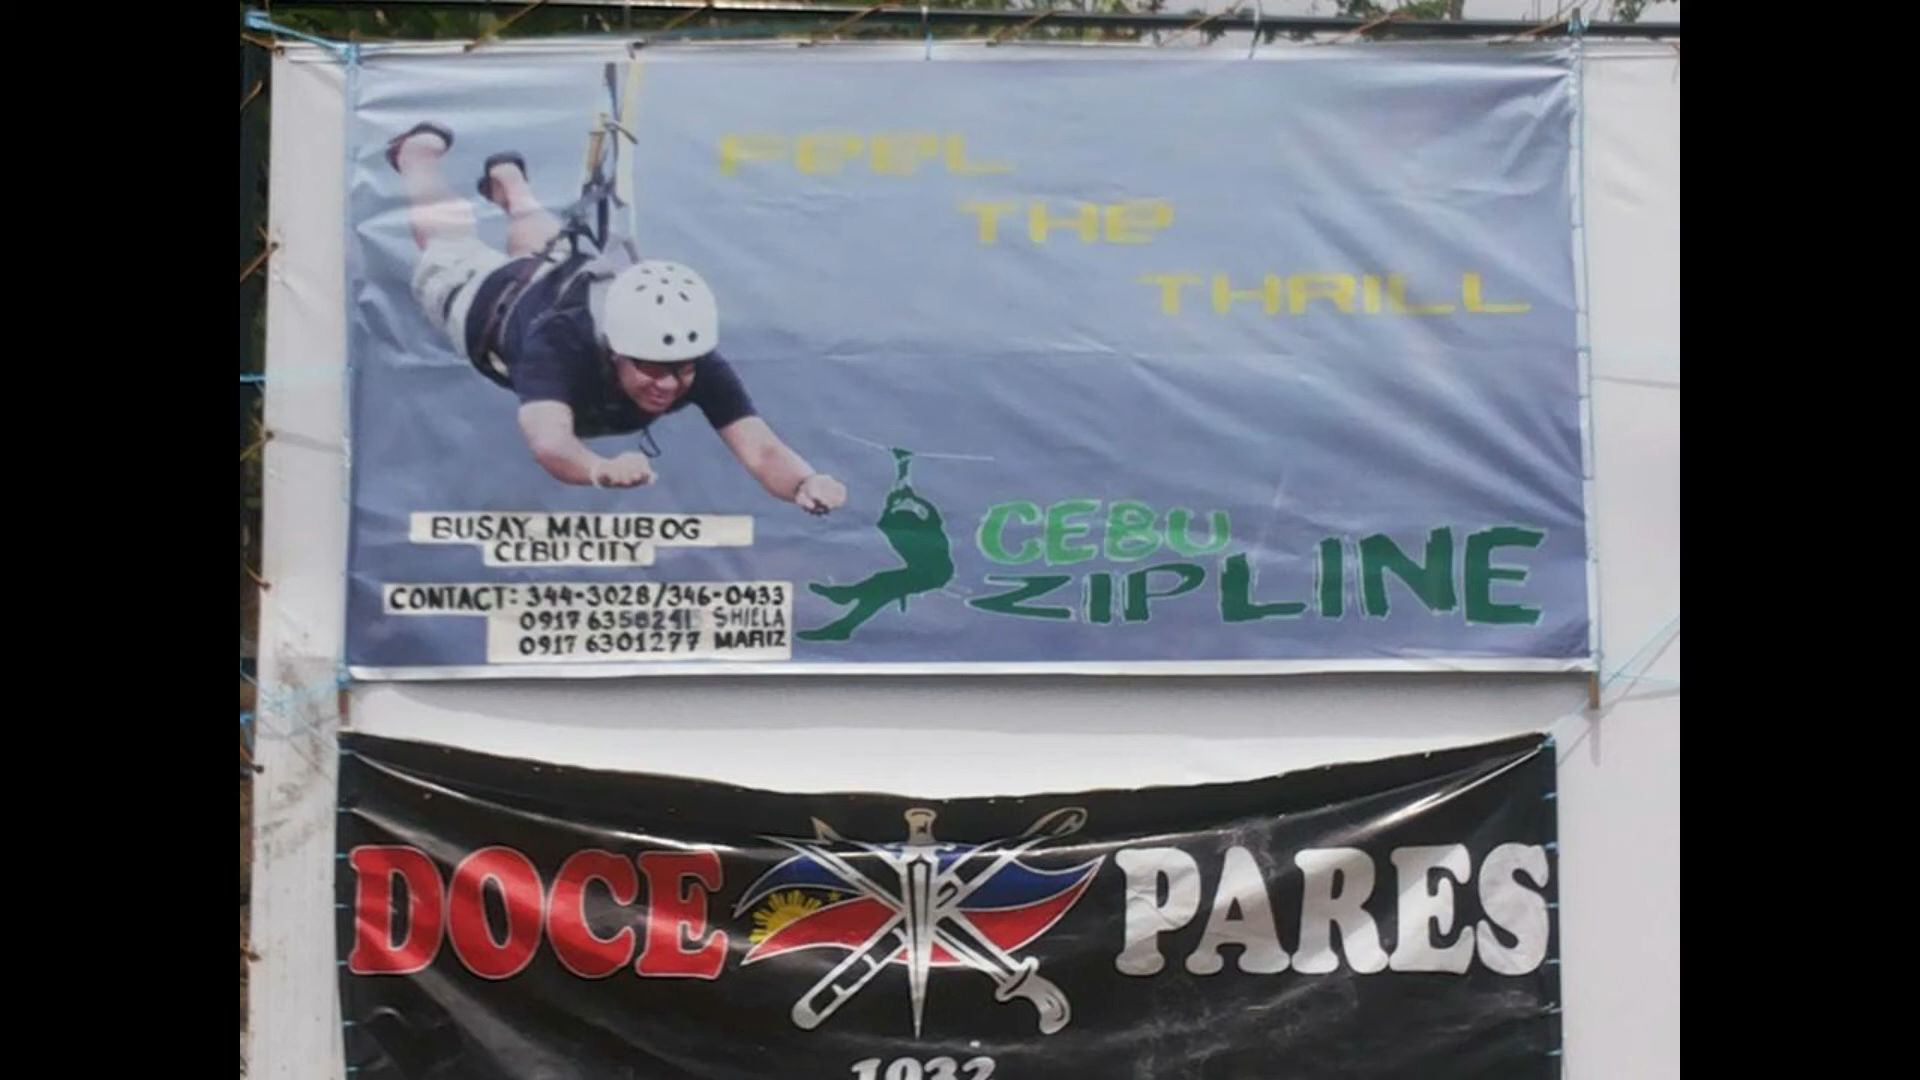 FEEL
THE
THRILL
BUSAY, MALUBOG
CEBU CITY
CONTACT: 344-3028/346-0433
0917 6358241 SHIELA
0917 6301277 MARIZ
CEBU
ZIPLINE
DOCE PARES
1932